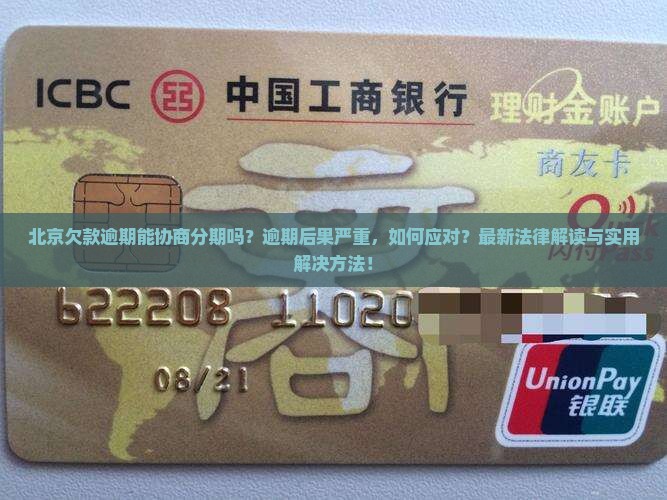 ICBC 中国工商银行
理财金账户
商友卡
北京欠款逾期能协商分期吗？逾期后果严重，如何应对？最新法律解读与实用
解决方法！
622208 11020
08/21
UnionPay
银联